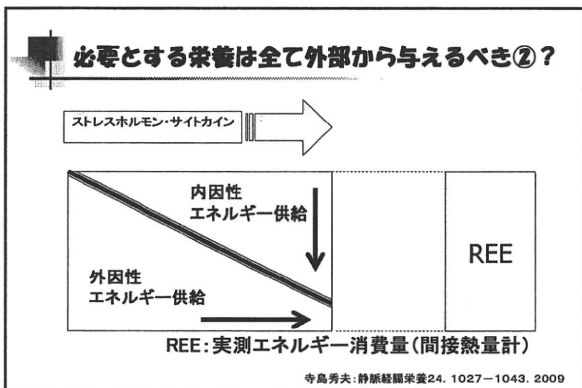 必要とする栄養は全て外部から与えるべき②?
ストレスホルモン・サイトカイン
内因性
エネルギー供給
外因性
エネルギー供給
REE
REE:実測エネルギー消費量(間接熱量計)
寺島秀夫:静脈経腸栄養24. 1027-1043. 2009